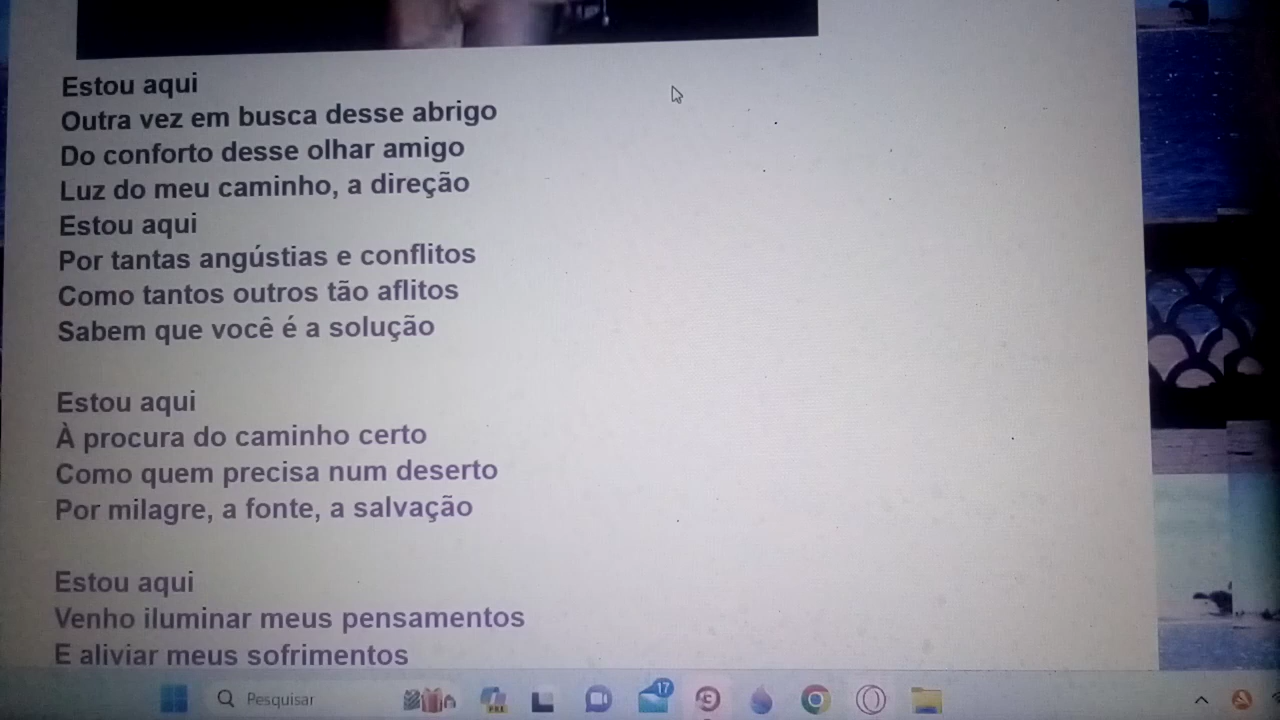 Estou aqui
Outra vez em busca desse abrigo
Do conforto desse olhar amigo
Luz do meu caminho, a direção
Estou aqui
Por tantas angústias e conflitos
Como tantos outros tão aflitos
Sabem que você é a solução
Estou aqui
À procura do caminho certo
Como quem precisa num deserto
Por milagre, a fonte, a salvação
Estou aqui
Venho iluminar meus pensamentos
E aliviar meus sofrimentos
Pesquisar
PRE
17